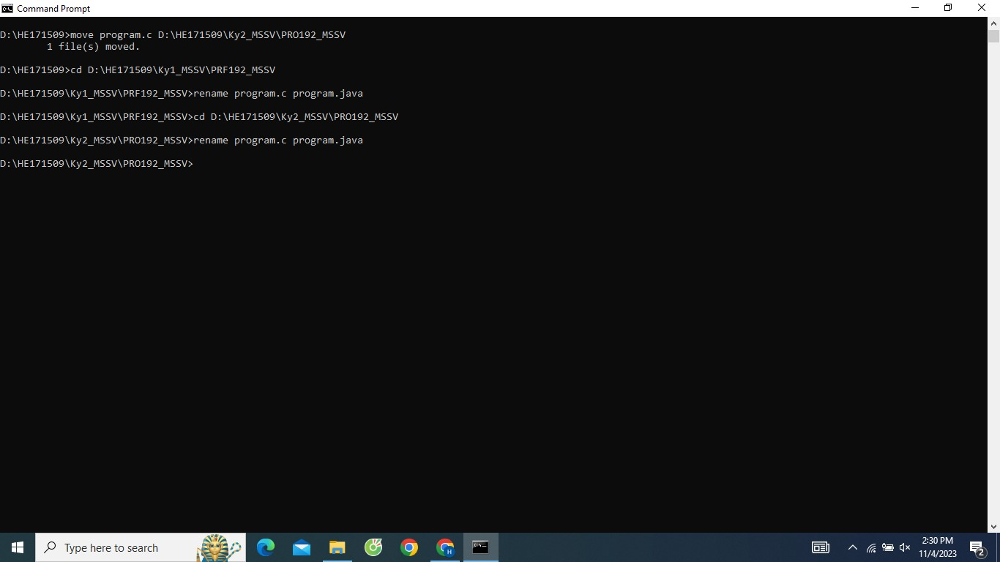 Command Prompt
D:\HE171509>move program.c D:\HE171509\Ky2_MSSV\PRO192_MSSV
        1 file(s) moved.
D:\HE171509>cd D:\HE171509\Ky1_MSSV\PRF192_MSSV
D:\HE171509\Ky1_MSSV\PRF192_MSSV>rename program.c program.java
D:\HE171509\Ky1_MSSV\PRF192_MSSV>cd D:\HE171509\Ky2_MSSV\PRO192_MSSV
D:\HE171509\Ky2_MSSV\PRO192_MSSV>rename program.c program.java
D:\HE171509\Ky2_MSSV\PRO192_MSSV>
Type here to search
H
2:30 PM
11/4/2023
2